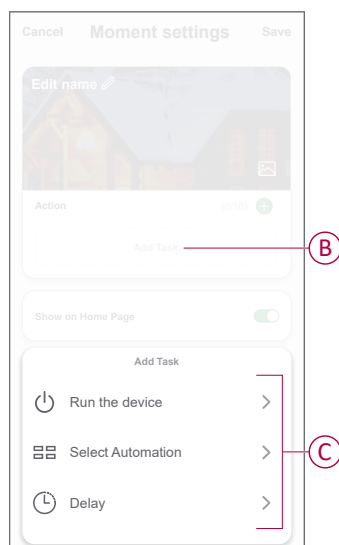 Cancel Moment settings Save
Edit name
Action
Add Task
B
Show on Home Page
Add Task
Run the device
Select Automation
C
Delay